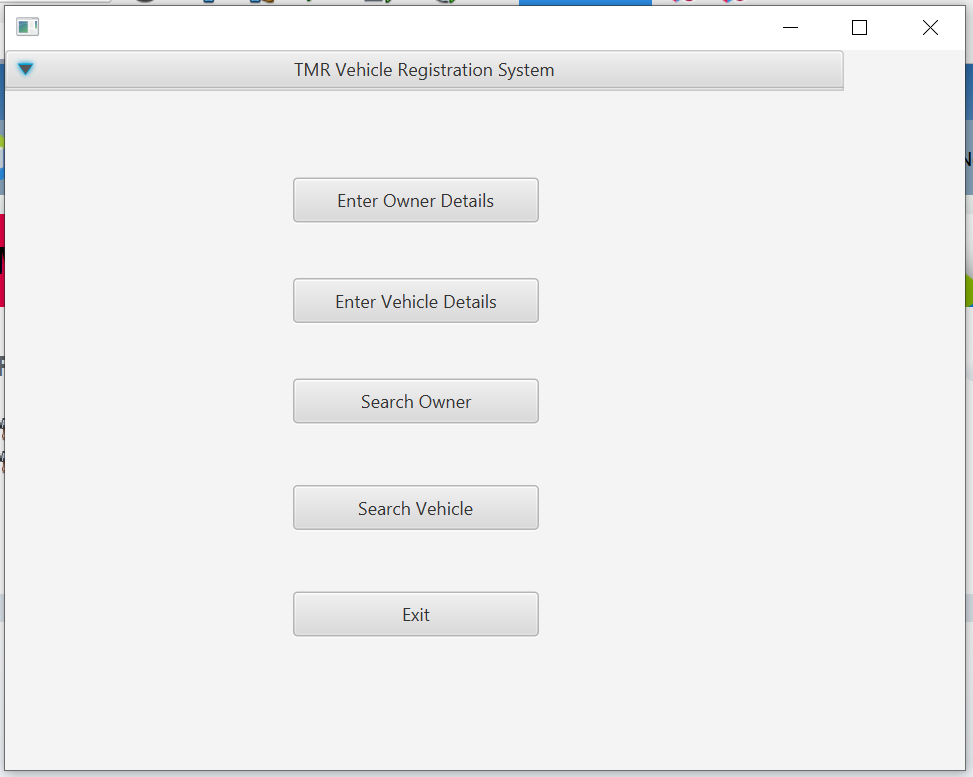 TMR Vehicle Registration System
Enter Owner Details
Enter Vehicle Details
Search Owner
Search Vehicle
Exit